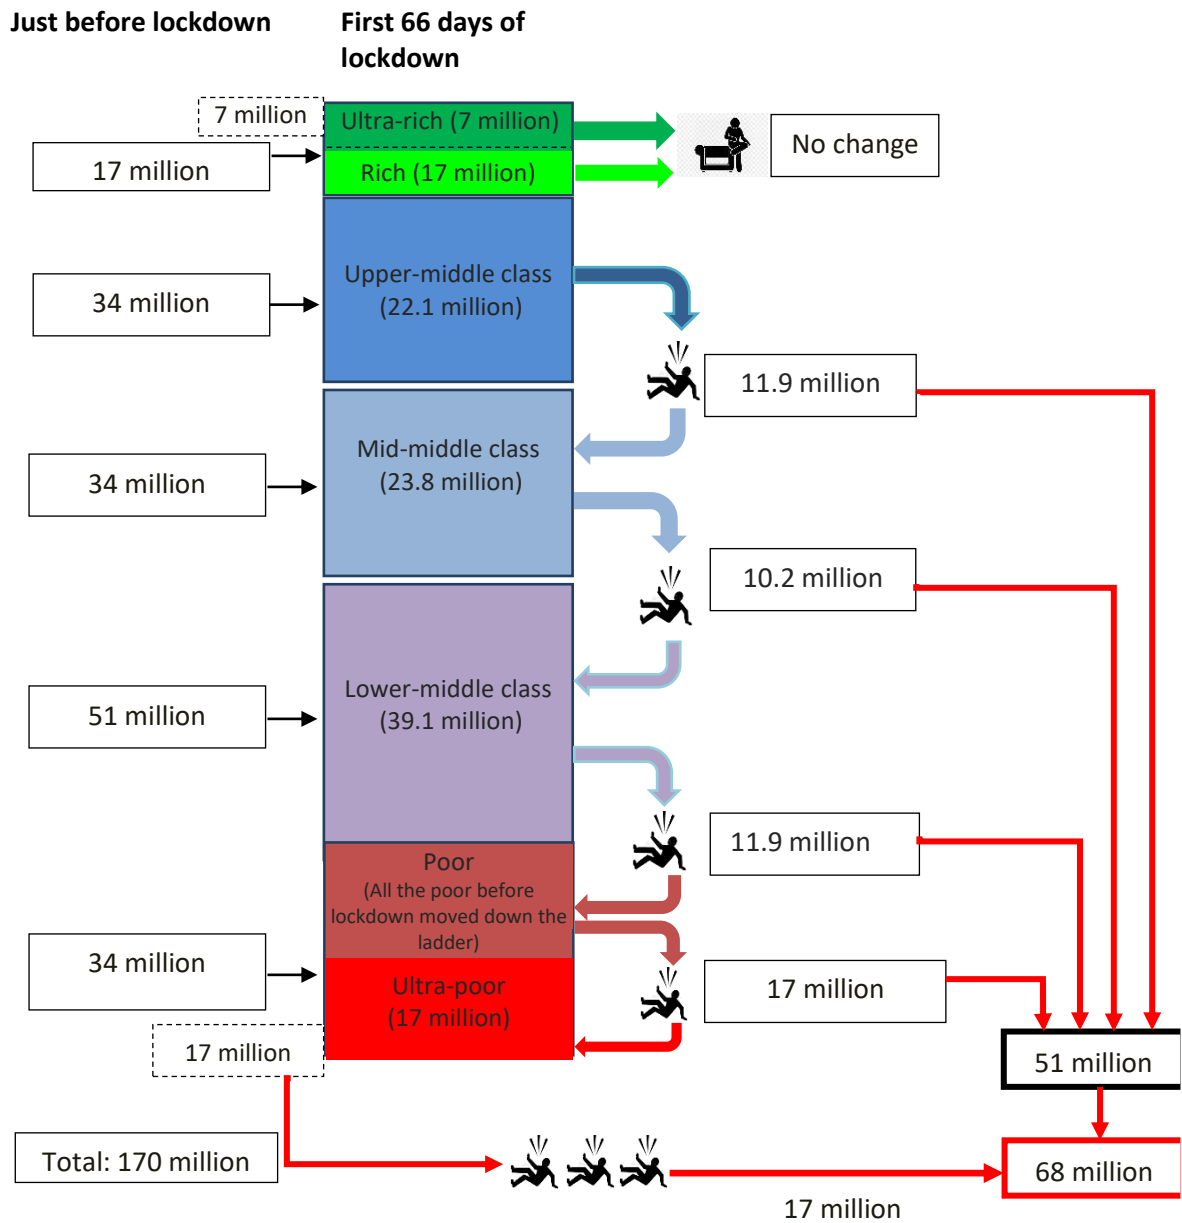 Just before lockdown
First 66 days of
lockdown
7 million
Ultra-rich (7 million)
No change
17 million
Rich (17 million)
34 million
Upper-middle class
(22.1 million)
11.9 million
34 million
Mid-middle class
(23.8 million)
10.2 million
51 million
Lower-middle class
(39.1 million)
11.9 million
Poor
(All the poor before
lockdown moved down the
ladder)
34 million
Ultra-poor
(17 million)
17 million
17 million
51 million
Total: 170 million
68 million
17 million